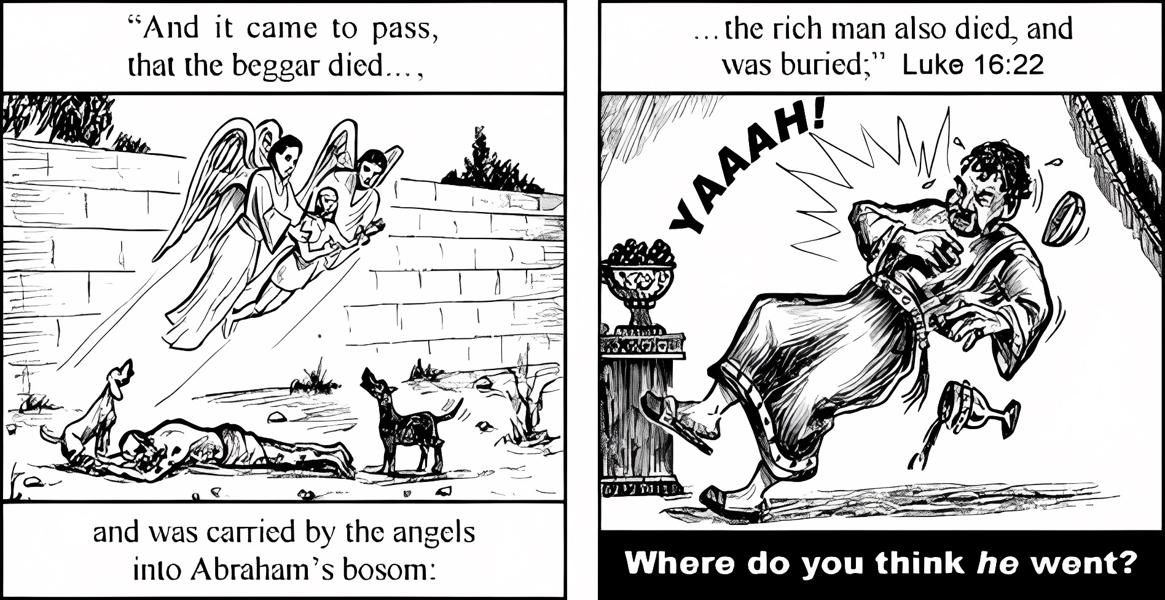 “And it came to pass,
that the beggar died...,
and was carried by the angels
into Abraham’s bosom:
...the rich man also died, and
was buried;” Luke 16:22
YAAAH!
Where do you think he went?